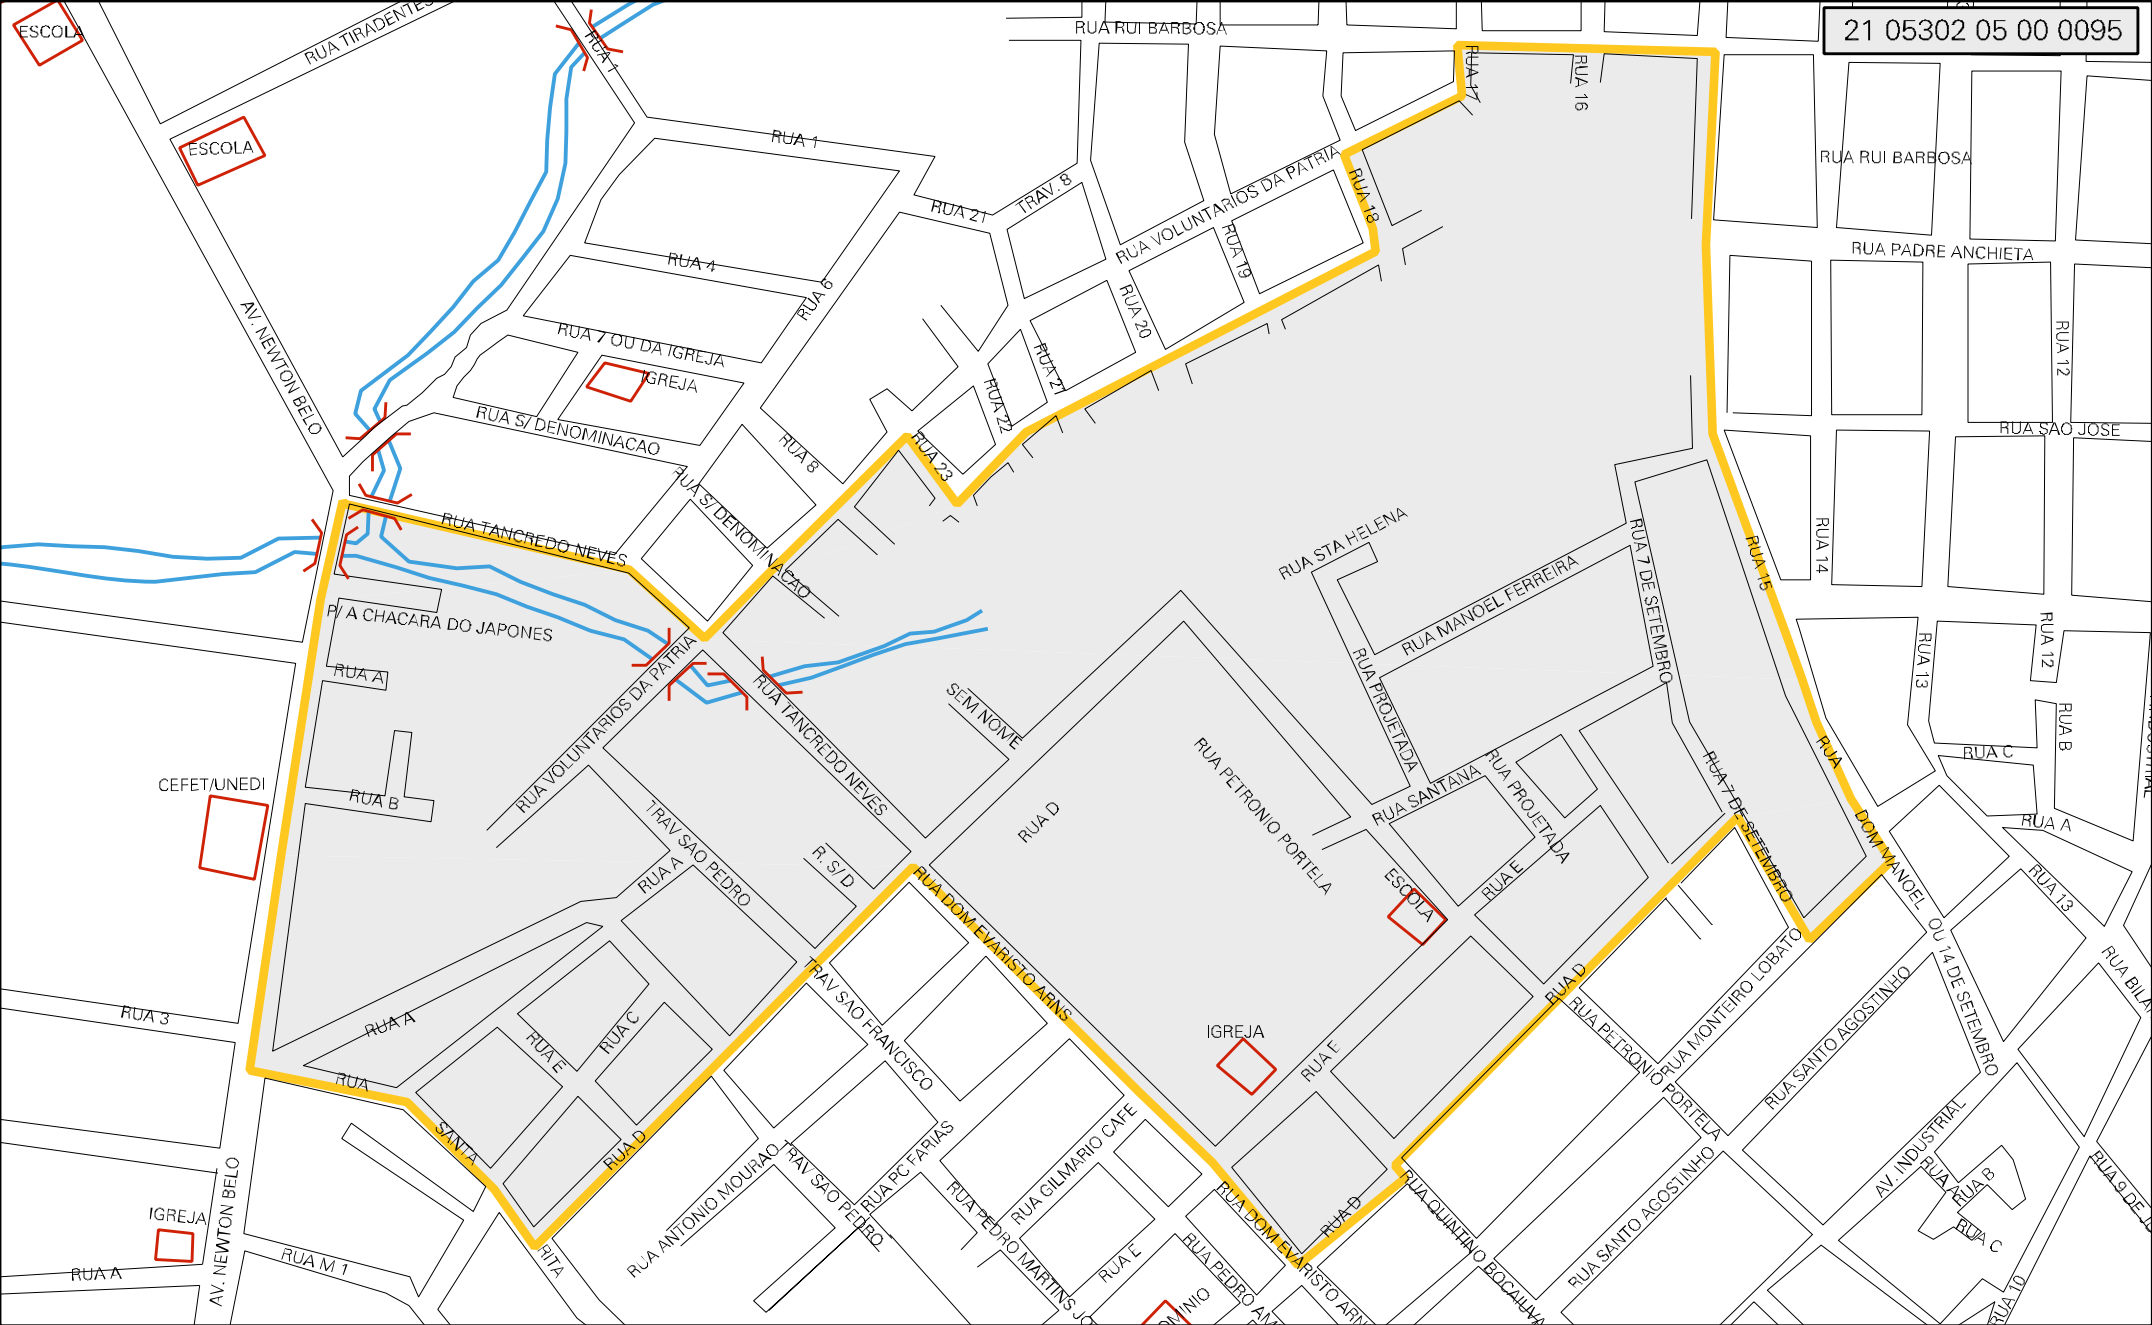 ESCOLA
RUA TIRADENTES
RUA 1
RUA RUI BARBOSA
RUA 17
RUA 16
21 05302 05 00 0095
ESCOLA
RUA 1
TRAV. 8
RUA 21
RUA VOLUNTARIOS DA PATRIA
RUA 18
RUA RUI BARBOSA
RUA PADRE ANCHIETA
RUA 4
RUA 6
RUA 19
RUA 20
AV. NEWTON BELO
RUA 7 OU DA IGREJA
IGREJA
RUA 21
RUA 22
RUA 12
RUA S/ DENOMINACAO
RUA 8
RUA 23
RUA SAO JOSE
RUA S/ DENOMINACAO
RUA TANCREDO NEVES
RUA STA HELENA
RUA MANOEL FERREIRA
RUA 7 DE SETEMBRO
RUA 15
RUA 14
P/ A CHACARA DO JAPONES
RUA A
RUA VOLUNTARIOS DA PATRIA
RUA TANCREDO NEVES
SEM NOME
RUA PROJETADA
RUA 13
RUA 12
RUA B
RUA C
CEFET/UNEDI
RUA B
TRAV SAO PEDRO
R. S/ D
RUA A
RUA D
RUA PETRONIO PORTELA
RUA SANTANA
RUA PROJETADA
RUA 7 DE SETEMBRO
RUA
DOM MANOEL
OU 14 DE SETEMBRO
RUA A
RUA E
ESCOLA
RUA 13
RUA DOM EVARISTO ARNS
TRAV SAO FRANCISCO
RUA D
RUA MONTEIRO LOBATO
RUA SANTO AGOSTINHO
RUA 3
RUA A
RUA E
RUA C
IGREJA
RUA E
RUA PETRONIO PORTELA
RUA
SANTA
RITA
RUA D
RUA ANTONIO MOURAO
TRAV SAO PEDRO
RUA PC FARIAS
RUA GILMARIO CAFE
RUA PEDRO MARTINS
RUA E
RUA DOM EVARISTO ARN
RUA D
RUA QUINTINO BOCAIUVA
RUA SANTO AGOSTINHO
AV. INDUSTRIAL
RUA A
RUA B
RUA C
RUA 9 DE
RUA 10
IGREJA
AV. NEWTON BELO
RUA A
RUA M 1
RUA PEDRO